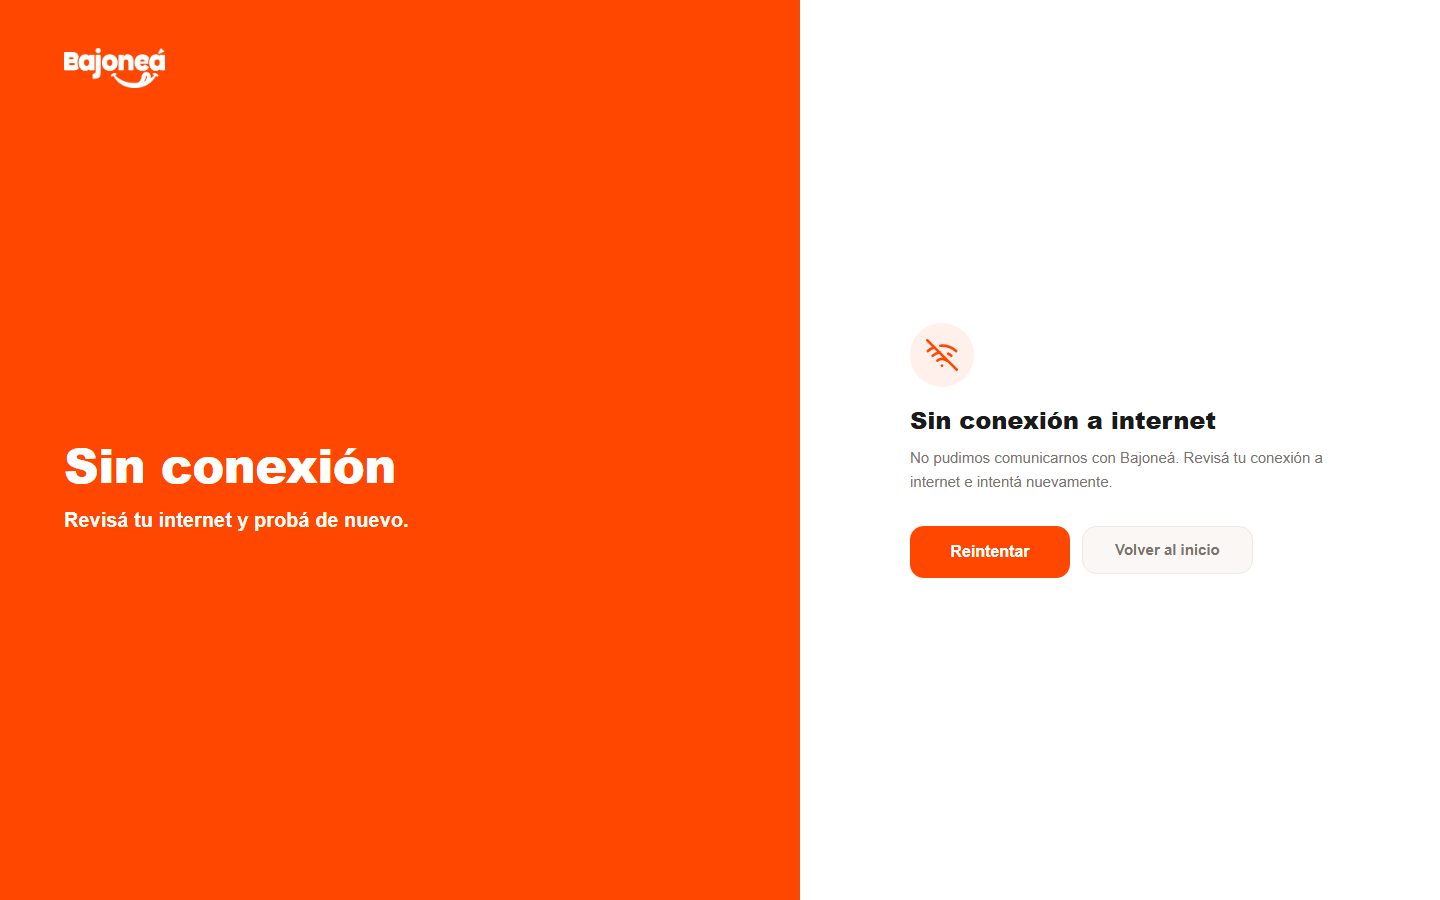 Bajoneá
Sin conexión
Revisá tu internet y probá de nuevo.
Sin conexión a internet
No pudimos comunicarnos con Bajoneá. Revisá tu conexión a
internet e intentá nuevamente.
Reintentar
Volver al inicio